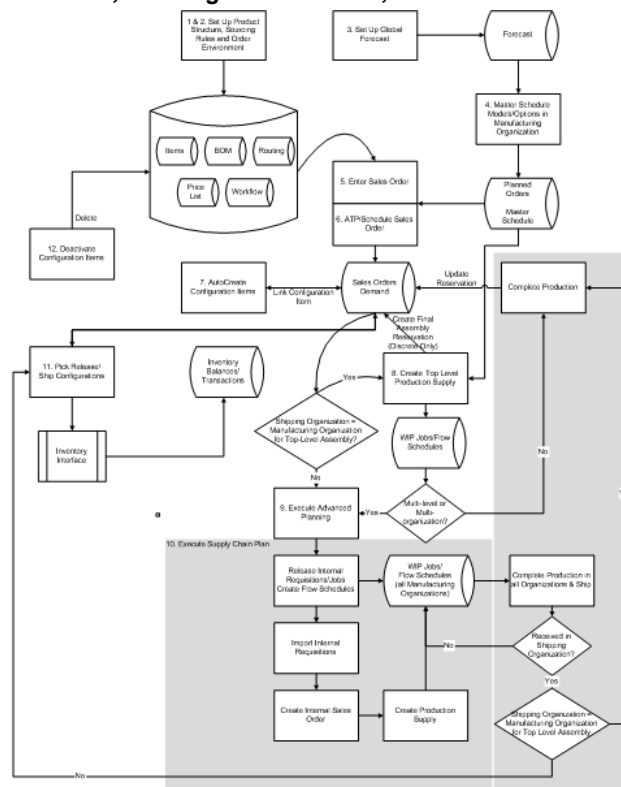 1 & 2. Set Up Product
Structure, Sourcing
Rules and Order
Environment
3. Set Up Global
Forecast
Forecast
4. Master Schedule
Models/Options in
Manufacturing
Organization
Items
BOM
Routing
Price
List
Workflow
5. Enter Sales Order
6. ATP/Schedule Sales
Order
Planned
Orders
Master
Schedule
Delete
12. Deactivate
Configuration Items
7. AutoCreate
Configuration Items
Link Configuration
Item
Sales Orders
Demand
Update
Reservation
Complete Production
Create Final
Assembly
Reservation
(Discrete Only)
11. Pick Release/
Ship Configurations
Inventory
Balances/
Transactions
Yes
8. Create Top Level
Production Supply
Shipping Organization =
Manufacturing Organization
for Top-Level Assembly?
WIP Jobs/Flow
Schedules
Inventory
Interface
No
No
9. Execute Advanced
Planning
Yes
Multi-level or
Multi-
organization?
10. Execute Supply Chain Plan
Release Internal
Requisitions/Jobs
Create Flow Schedules
WIP Jobs/
Flow Schedules
(all Manufacturing
Organizations)
Complete Production in
all Organizations & Ship
Import Internal
Requisitions
No
Received in
Shipping
Organization?
Yes
Create Internal Sales
Order
Create Production
Supply
Shipping Organization =
Manufacturing Organization
for Top Level Assembly
No